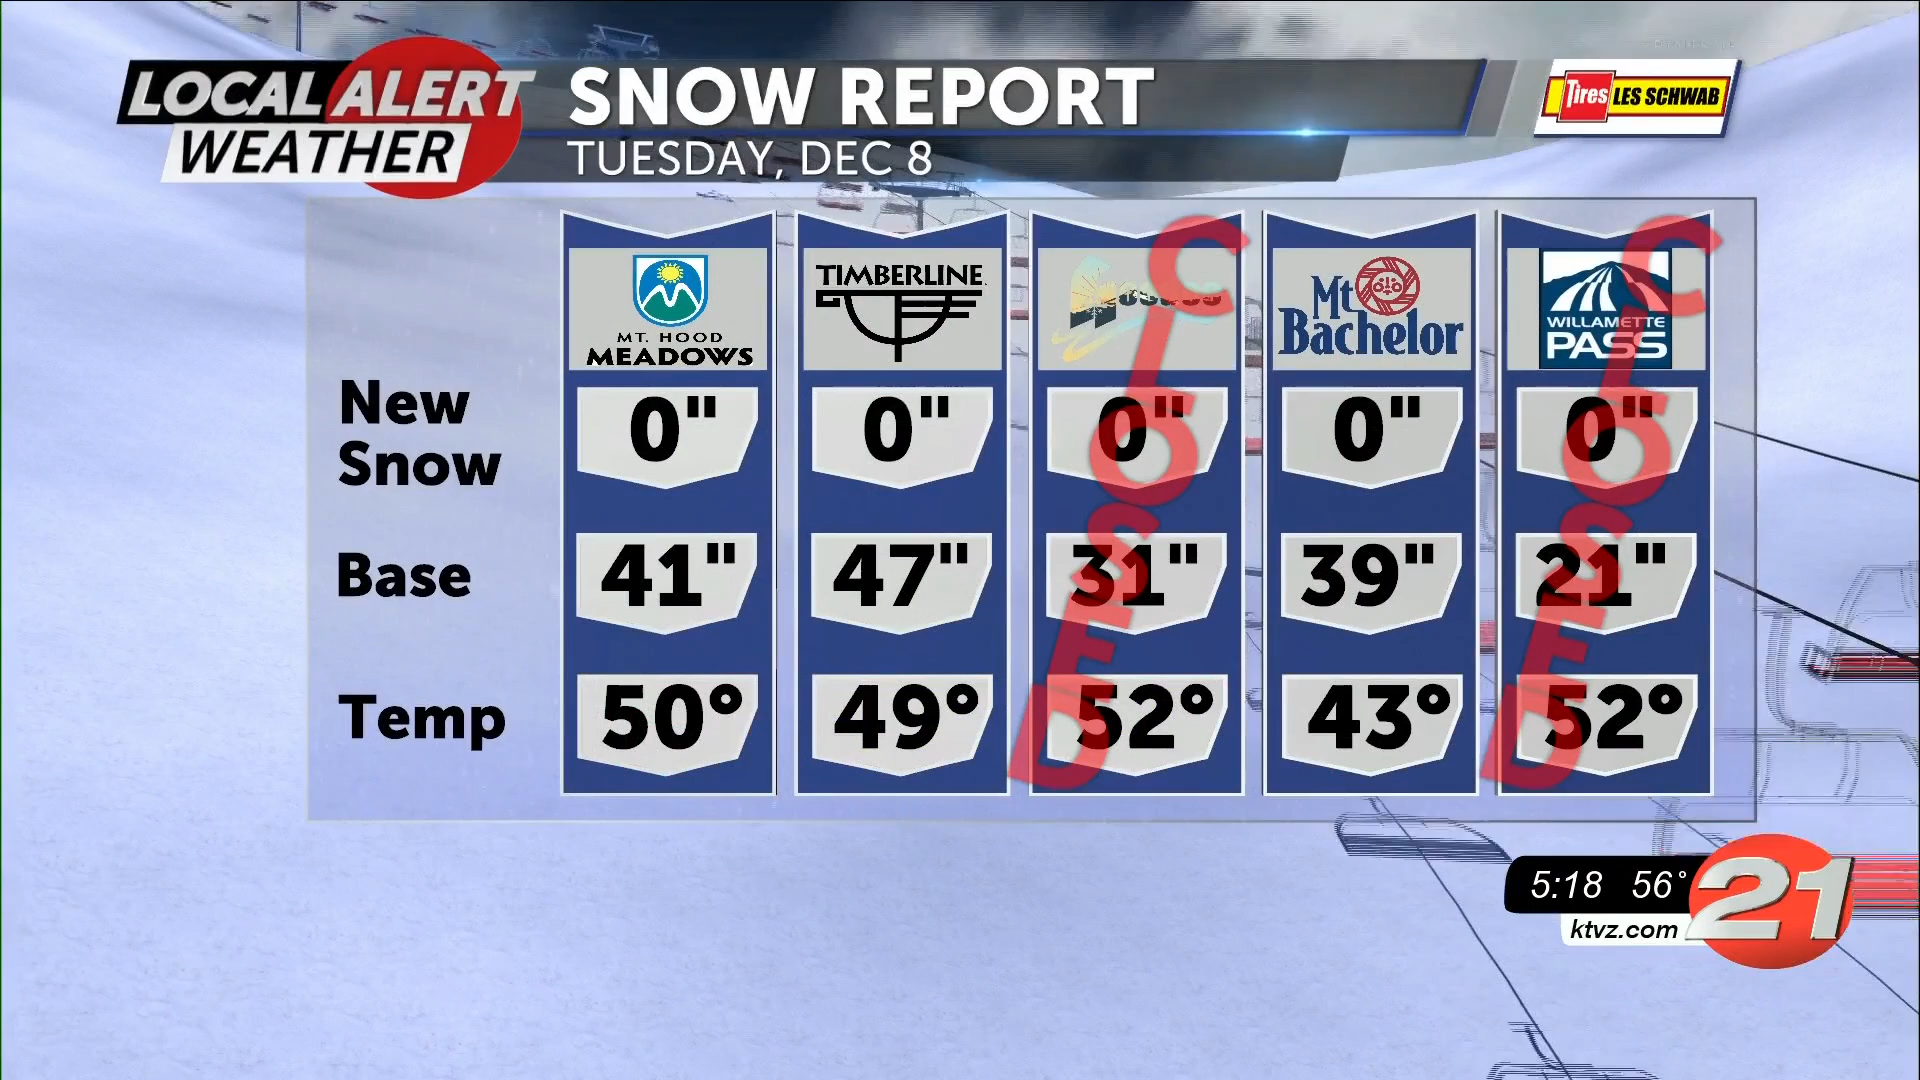 LOCAL ALERT
WEATHER
SNOW REPORT
TUESDAY, DEC 8
Tires LES SCHWAB
MT. HOOD
MEADOWS
TIMBERLINE
Mt
Bachelor
WILLAMETTE
PASS
New
Snow
0" 0" 0" 0" 0"
Base 41" 47" 31" 39" 21"
Temp 50° 49° 52° 43° 52°
CLOSED
CLOSED
5:18 56°
ktvz.com
21